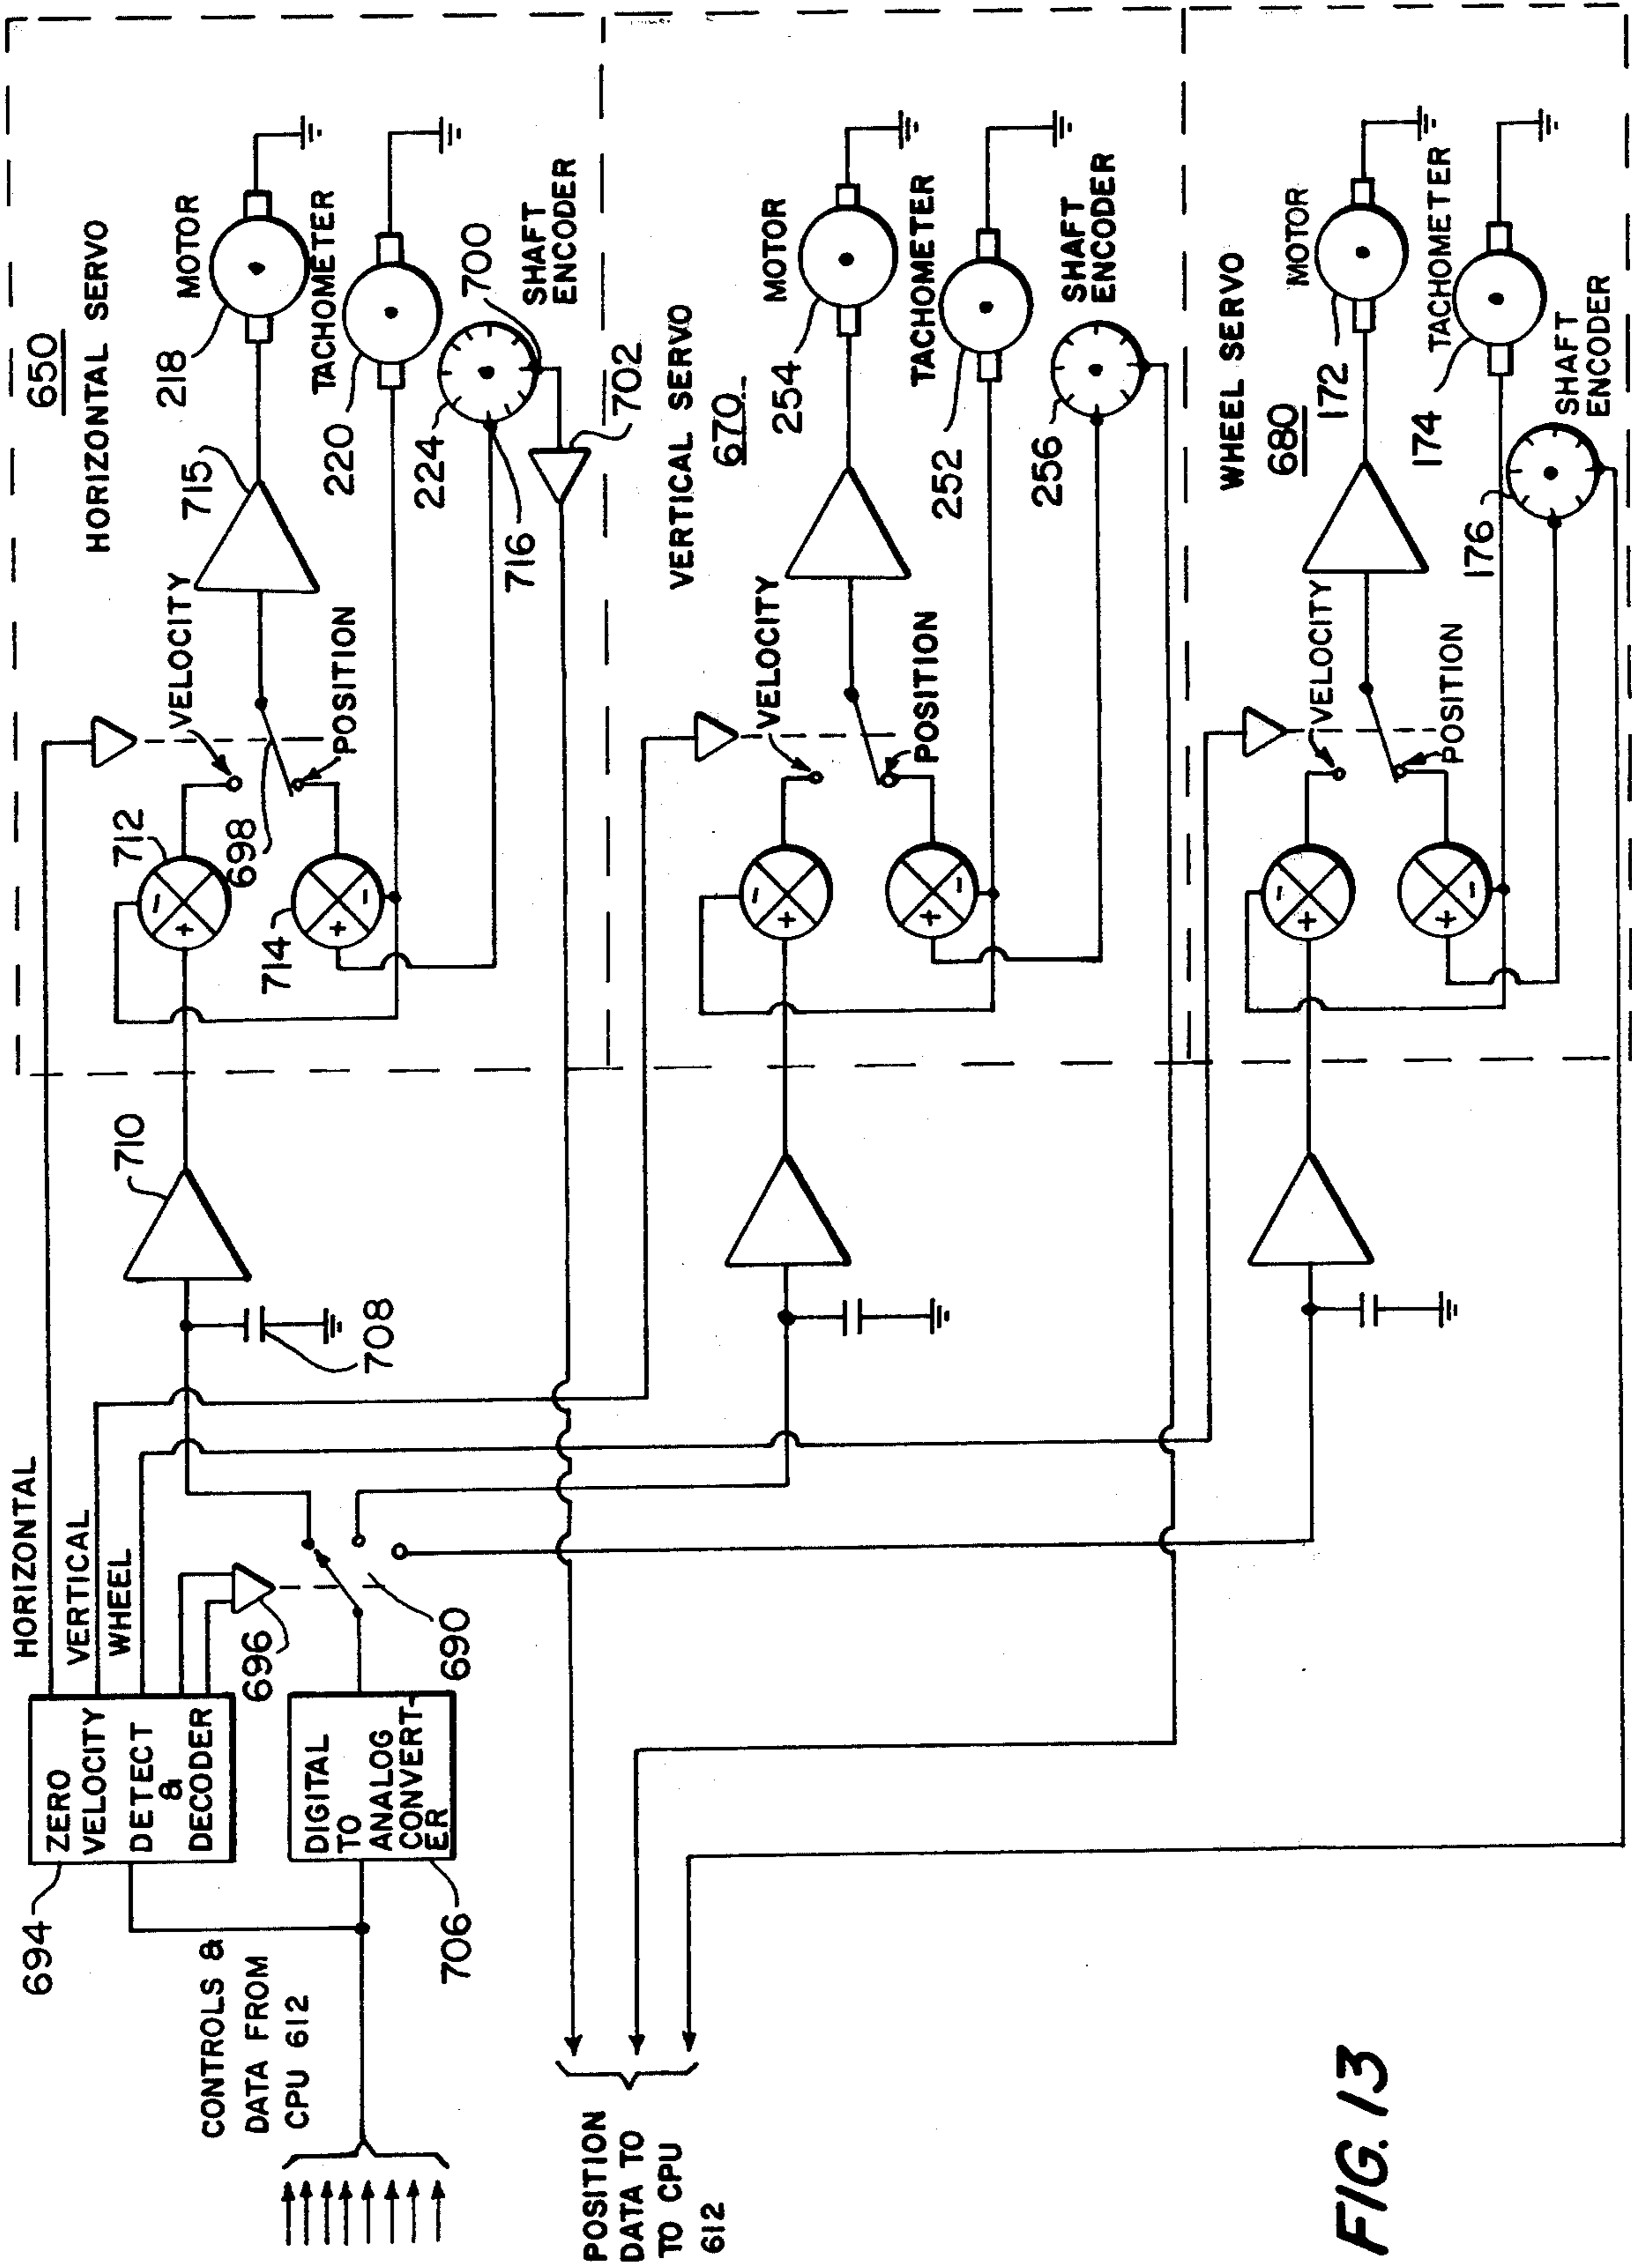 650
HORIZONTAL SERVO
MOTOR
218
715
TACHOMETER
220
224
700
SHAFT
ENCODER
702
716
VELOCITY
POSITION
712
698
714
710
708
HORIZONTAL
VERTICAL
WHEEL
694
ZERO
VELOCITY
DETECT
&
DECODER
696
690
DIGITAL
TO
ANALOG
CONVERT-
ER
706
CONTROLS &
DATA FROM
CPU 612
POSITION
DATA TO
TO CPU
612
VERTICAL SERVO
670
MOTOR
254
TACHOMETER
252
SHAFT
ENCODER
256
VELOCITY
POSITION
WHEEL SERVO
680
MOTOR
172
TACHOMETER
174
SHAFT
ENCODER
176
VELOCITY
POSITION
+
-
+
-
+
-
+
-
+
-
+
-
FIG. 13